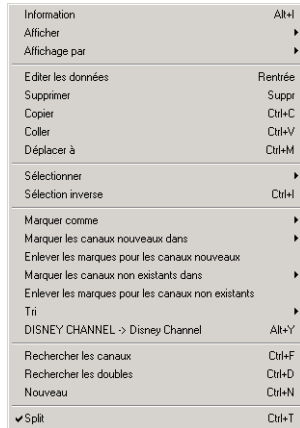 Information Alt+I
Afficher
Affichage par
Editer les données Rentrée
Supprimer Suppr
Copier Ctrl+C
Coller Ctrl+V
Déplacer à Ctrl+M
Sélectionner
Sélection inverse Ctrl+I
Marquer comme
Marquer les canaux nouveaux dans
Enlever les marques pour les canaux nouveaux
Marquer les canaux non existants dans
Enlever les marques pour les canaux non existants
Tri
DISNEY CHANNEL -> Disney Channel Alt+Y
Rechercher les canaux Ctrl+F
Rechercher les doubles Ctrl+D
Nouveau Ctrl+N
Split Ctrl+T